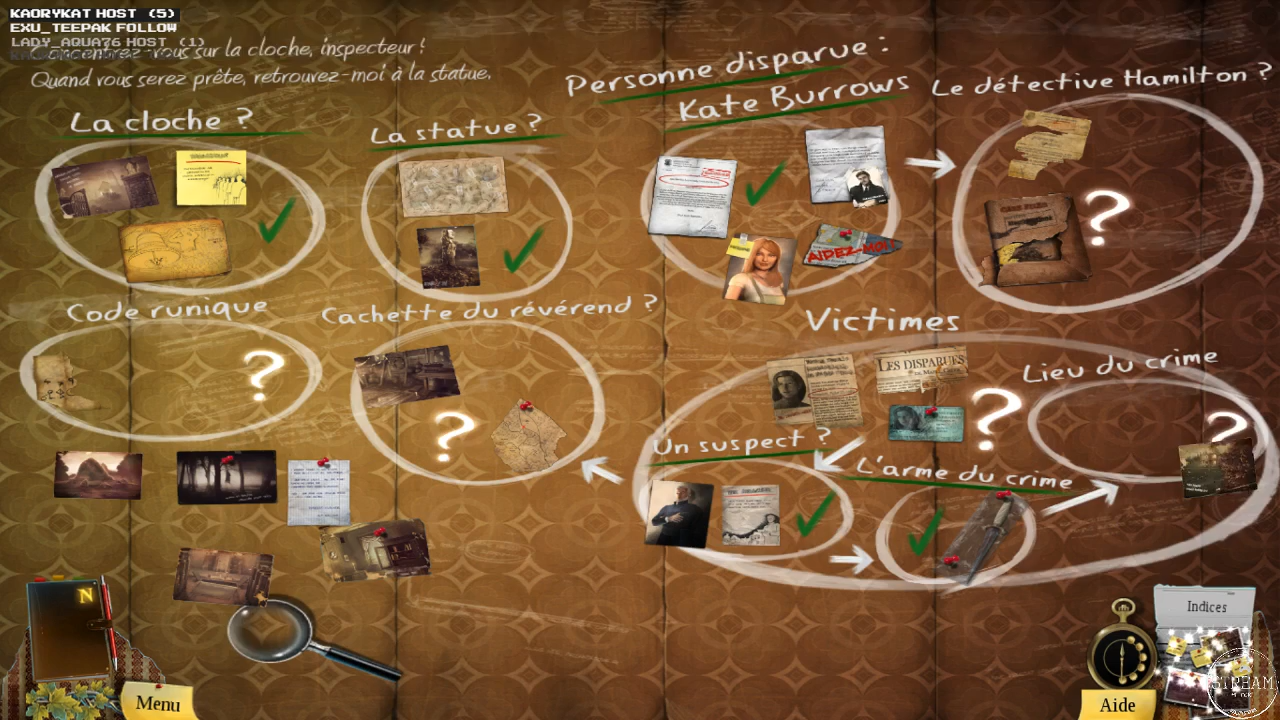 KAORYKAT HOST (5)
EXU_TEEPAK FOLLOW
LADY_AQUA76 HOST (1)
Concentrez-vous sur la cloche, inspecteur !
Quand vous serez prête, retrouvez-moi à la statue.
La cloche ?
La statue ?
Personne disparue :
Kate Burrows
Le détective Hamilton ?
AIDEZ-MOI !
Code runique
Cachette du révérend ?
Victimes
LES DISPARUES
Lieu du crime
Un suspect ?
L'arme du crime
N
Menu
Indices
Aide
STREAM